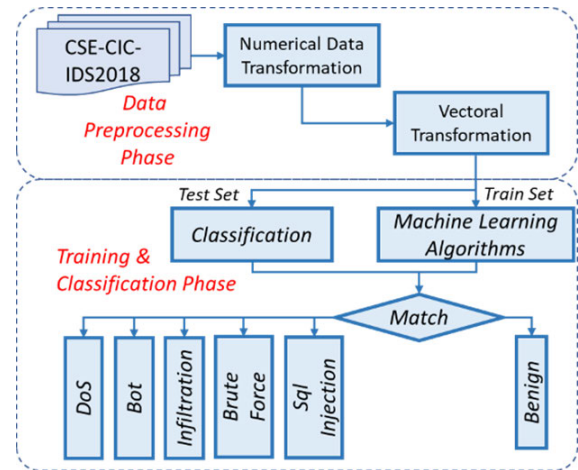 CSE-CIC-
IDS2018
Numerical Data
Transformation
Data
Preprocessing
Phase
Vectoral
Transformation
Test Set
Train Set
Classification
Machine Learning
Algorithms
Training &
Classification Phase
Match
DoS
Bot
Infiltration
Brute
Force
Sql
Injection
Benign